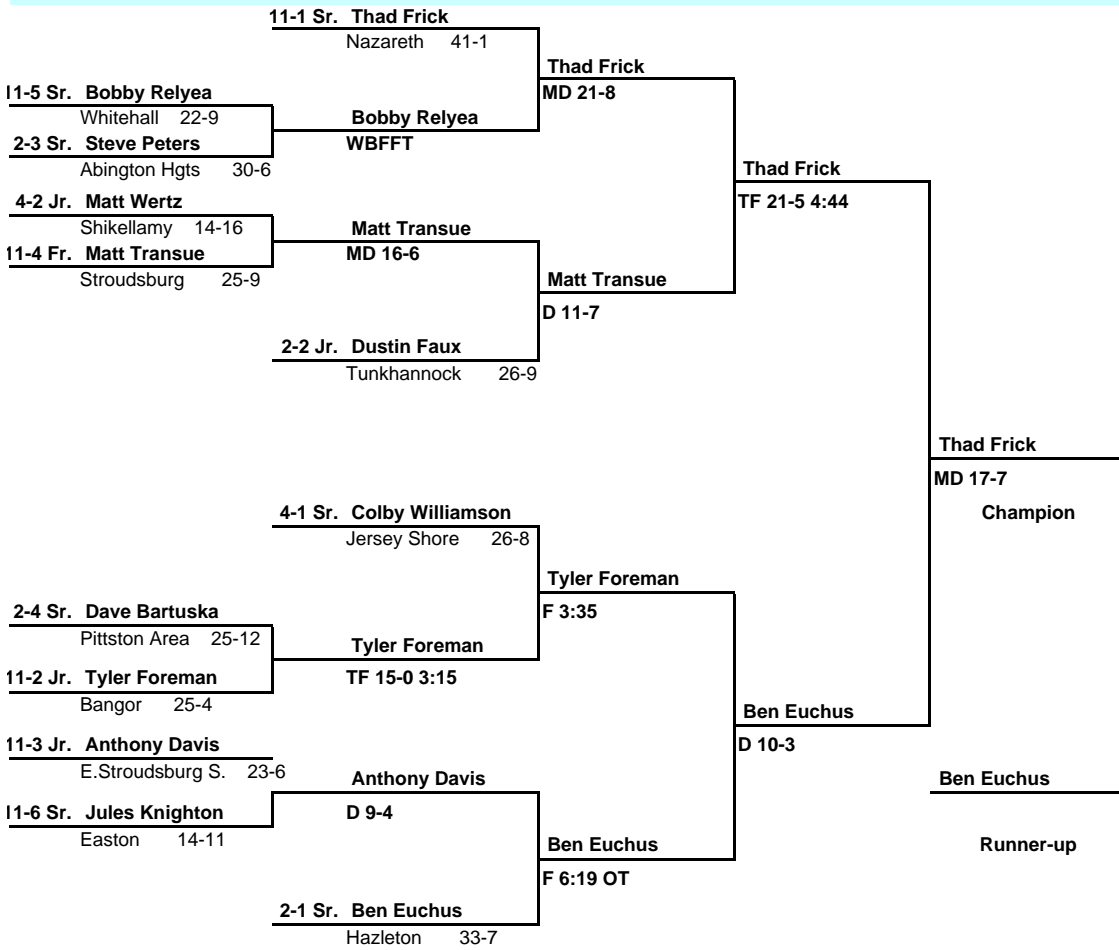 11-1 Sr. Thad Frick
Nazareth 41-1
Thad Frick
MD 21-8
11-5 Sr. Bobby Relyea
Whitehall 22-9
Bobby Relyea
WBFFT
2-3 Sr. Steve Peters
Abington Hgts 30-6
Thad Frick
TF 21-5 4:44
4-2 Jr. Matt Wertz
Shikellamy 14-16
Matt Transue
MD 16-6
11-4 Fr. Matt Transue
Stroudsburg 25-9
Matt Transue
D 11-7
2-2 Jr. Dustin Faux
Tunkhannock 26-9
Thad Frick
MD 17-7
Champion
4-1 Sr. Colby Williamson
Jersey Shore 26-8
Tyler Foreman
F 3:35
2-4 Sr. Dave Bartuska
Pittston Area 25-12
Tyler Foreman
TF 15-0 3:15
11-2 Jr. Tyler Foreman
Bangor 25-4
Ben Euchus
D 10-3
11-3 Jr. Anthony Davis
E.Stroudsburg S. 23-6
Anthony Davis
D 9-4
Ben Euchus
11-6 Sr. Jules Knighton
Easton 14-11
Ben Euchus
F 6:19 OT
Runner-up
2-1 Sr. Ben Euchus
Hazleton 33-7